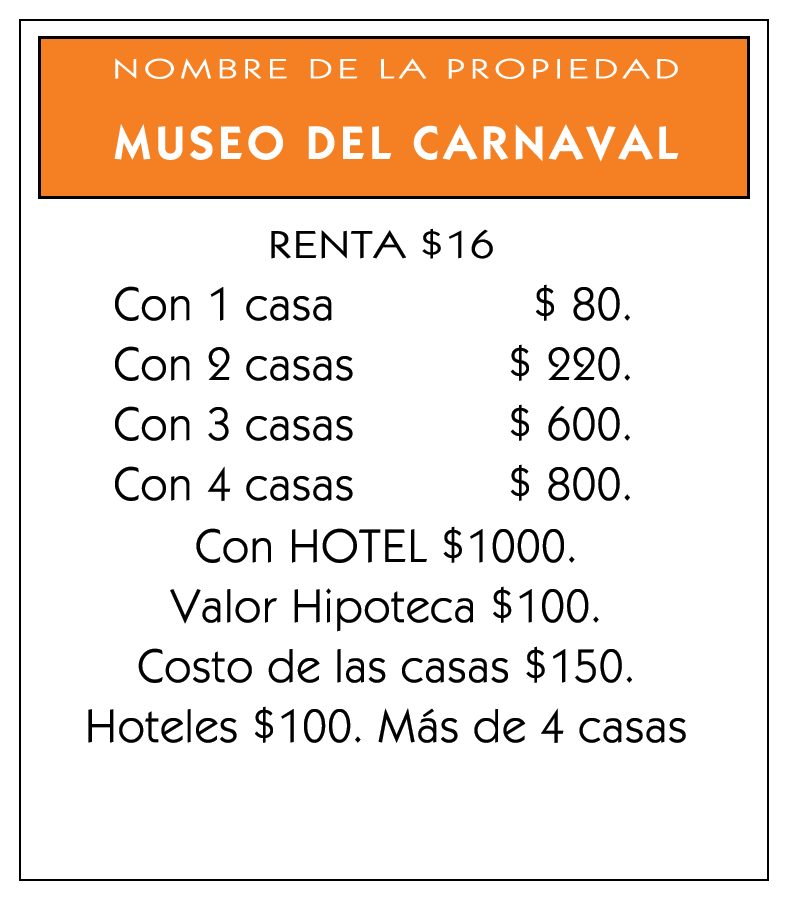 NOMBRE DE LA PROPIEDAD
MUSEO DEL CARNAVAL
RENTA $16
Con 1 casa $ 80.
Con 2 casas $ 220.
Con 3 casas $ 600.
Con 4 casas $ 800.
Con HOTEL $1000.
Valor Hipoteca $100.
Costo de las casas $150.
Hoteles $100. Más de 4 casas